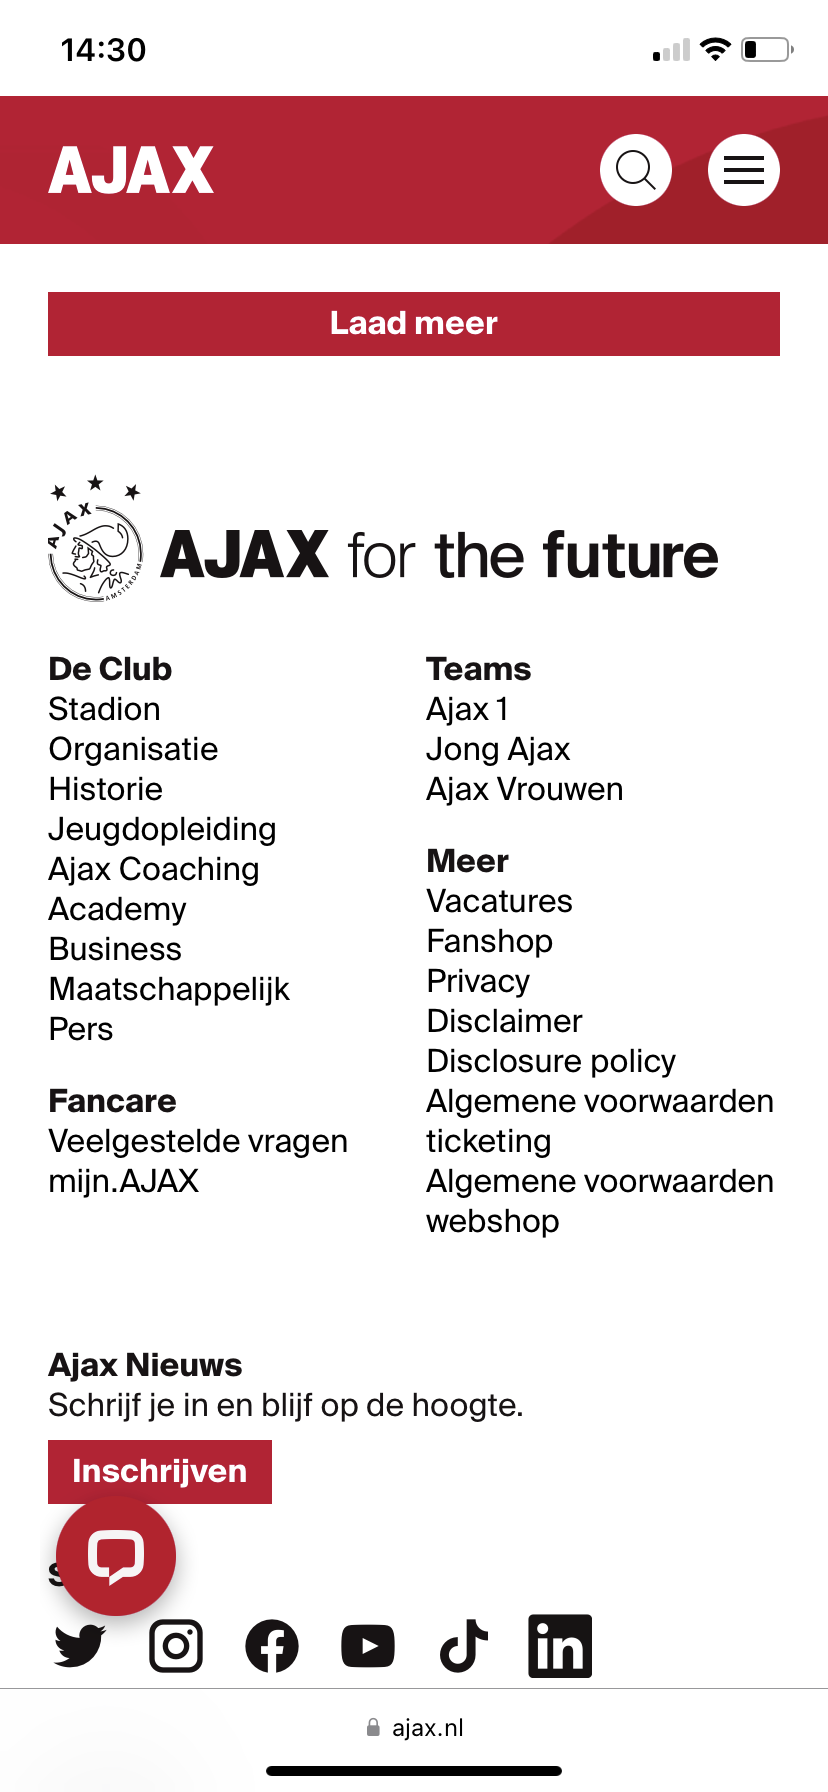 14:30
AJAX
Laad meer
AJAX
AMSTERDAM
AJAX for the future
De Club
Stadion
Organisatie
Historie
Jeugdopleiding
Ajax Coaching
Academy
Business
Maatschappelijk
Pers
Fancare
Veelgestelde vragen
mijn.AJAX
Teams
Ajax 1
Jong Ajax
Ajax Vrouwen
Meer
Vacatures
Fanshop
Privacy
Disclaimer
Disclosure policy
Algemene voorwaarden
ticketing
Algemene voorwaarden
webshop
Ajax Nieuws
Schrijf je in en blijf op de hoogte.
Inschrijven
in
ajax.nl